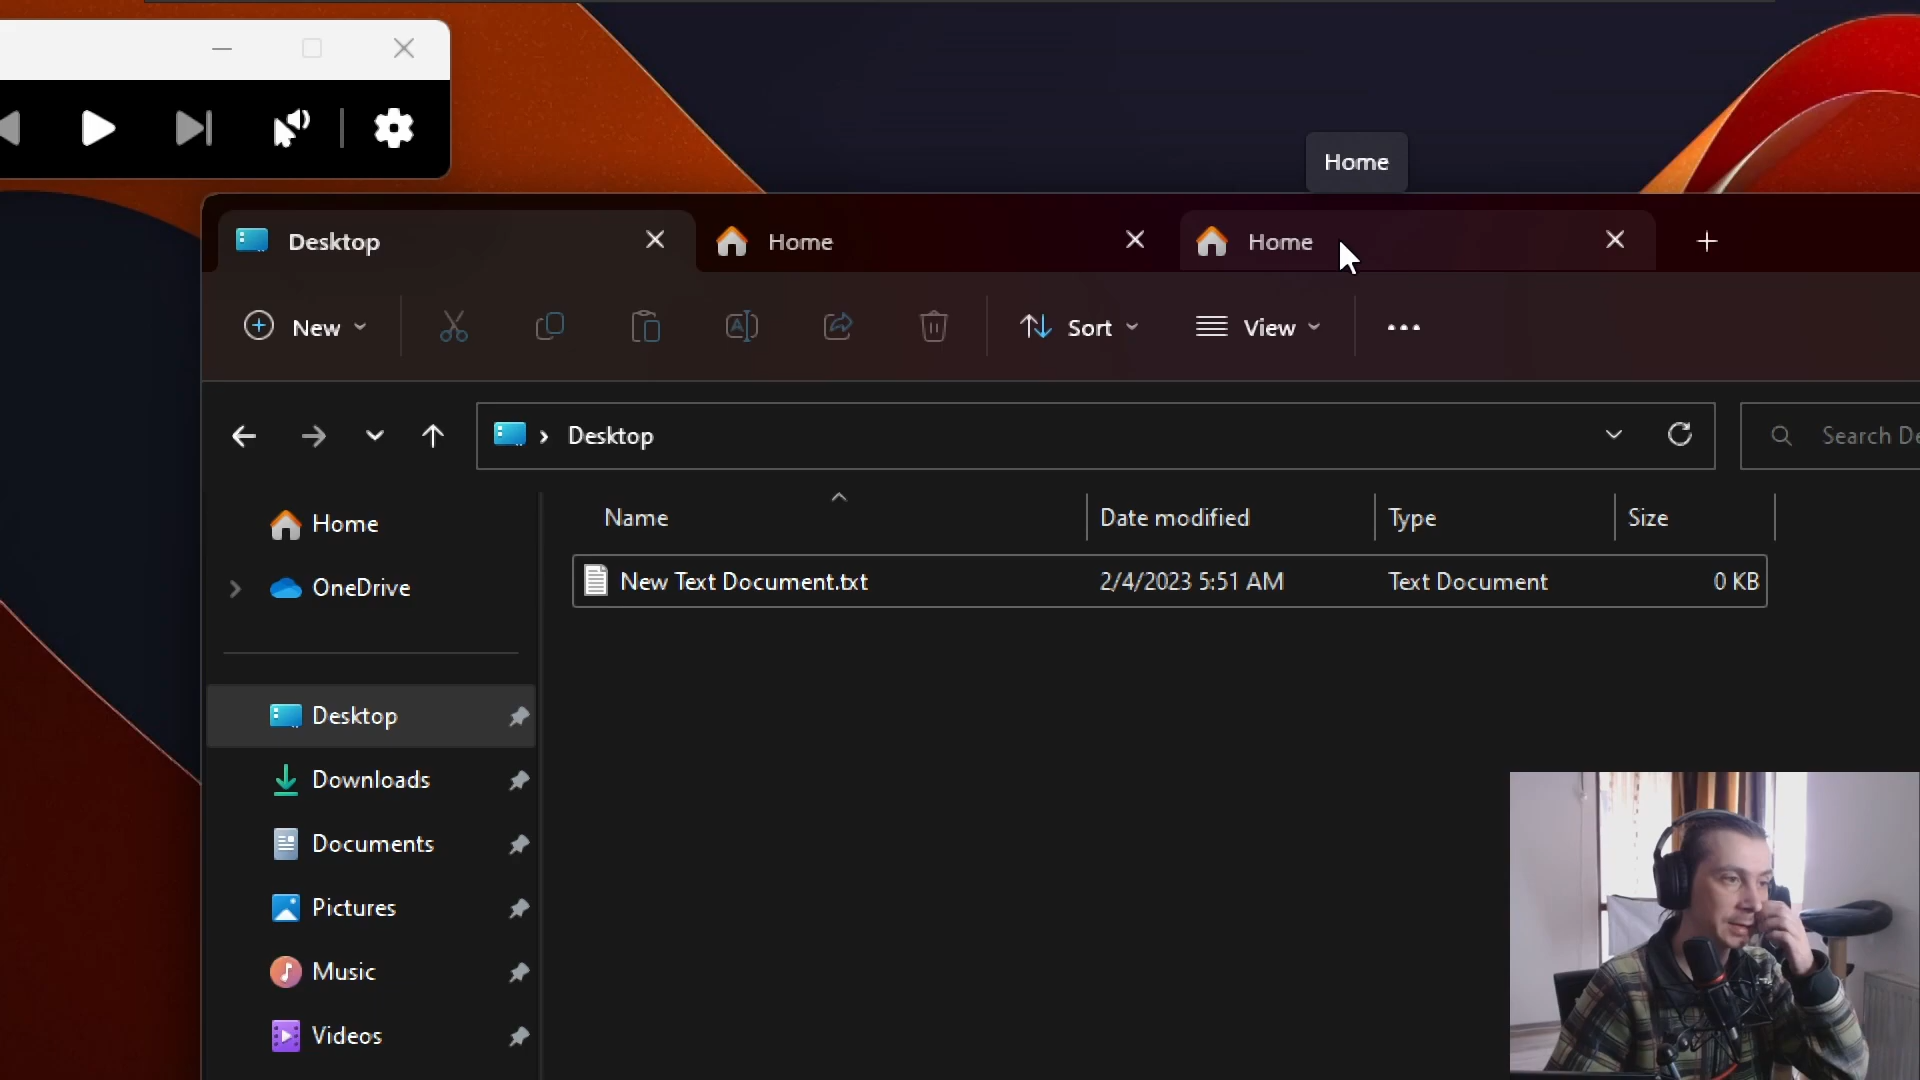 Home
Desktop
Home
Home
New
Sort
View
Desktop
Search De
Name
Date modified
Type
Size
New Text Document.txt
2/4/2023 5:51 AM
Text Document
0 KB
Home
OneDrive
Desktop
Downloads
Documents
Pictures
Music
Videos